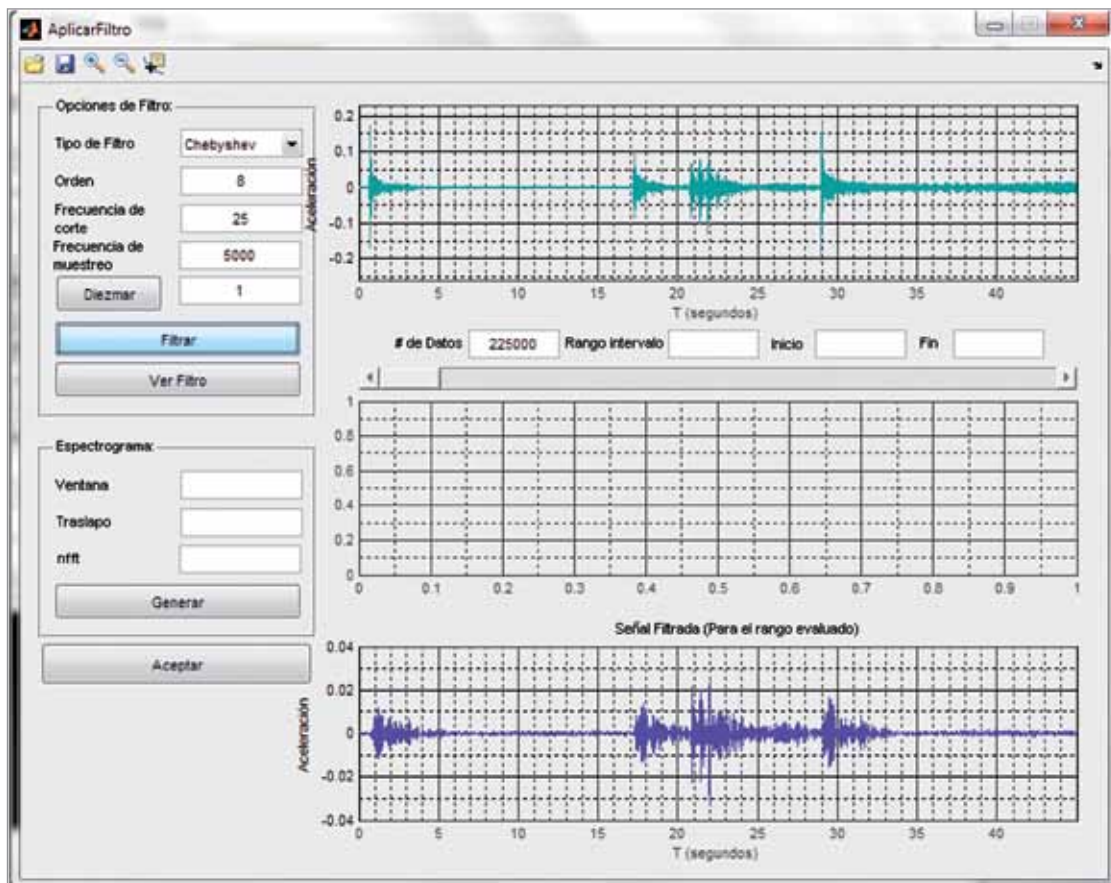 AplicarFiltro
Opciones de Filtro:
Tipo de Filtro
Chebyshev
Orden
8
Frecuencia de corte
25
Frecuencia de muestreo
5000
Diezmar
1
Filtrar
Ver Filtro
Espectrograma:
Ventana
Traslapo
nfft
Generar
Aceptar
Aceleración
0.2
0.1
0
-0.1
-0.2
0 5 10 15 20 25 30 35 40
T (segundos)
# de Datos 225000 Rango intervalo Inicio Fin
1
0.8
0.6
0.4
0.2
0
0 0.1 0.2 0.3 0.4 0.5 0.6 0.7 0.8 0.9 1
Señal Filtrada (Para el rango evaluado)
Aceleración
0.04
0.02
0
-0.02
-0.04
0 5 10 15 20 25 30 35 40
T (segundos)